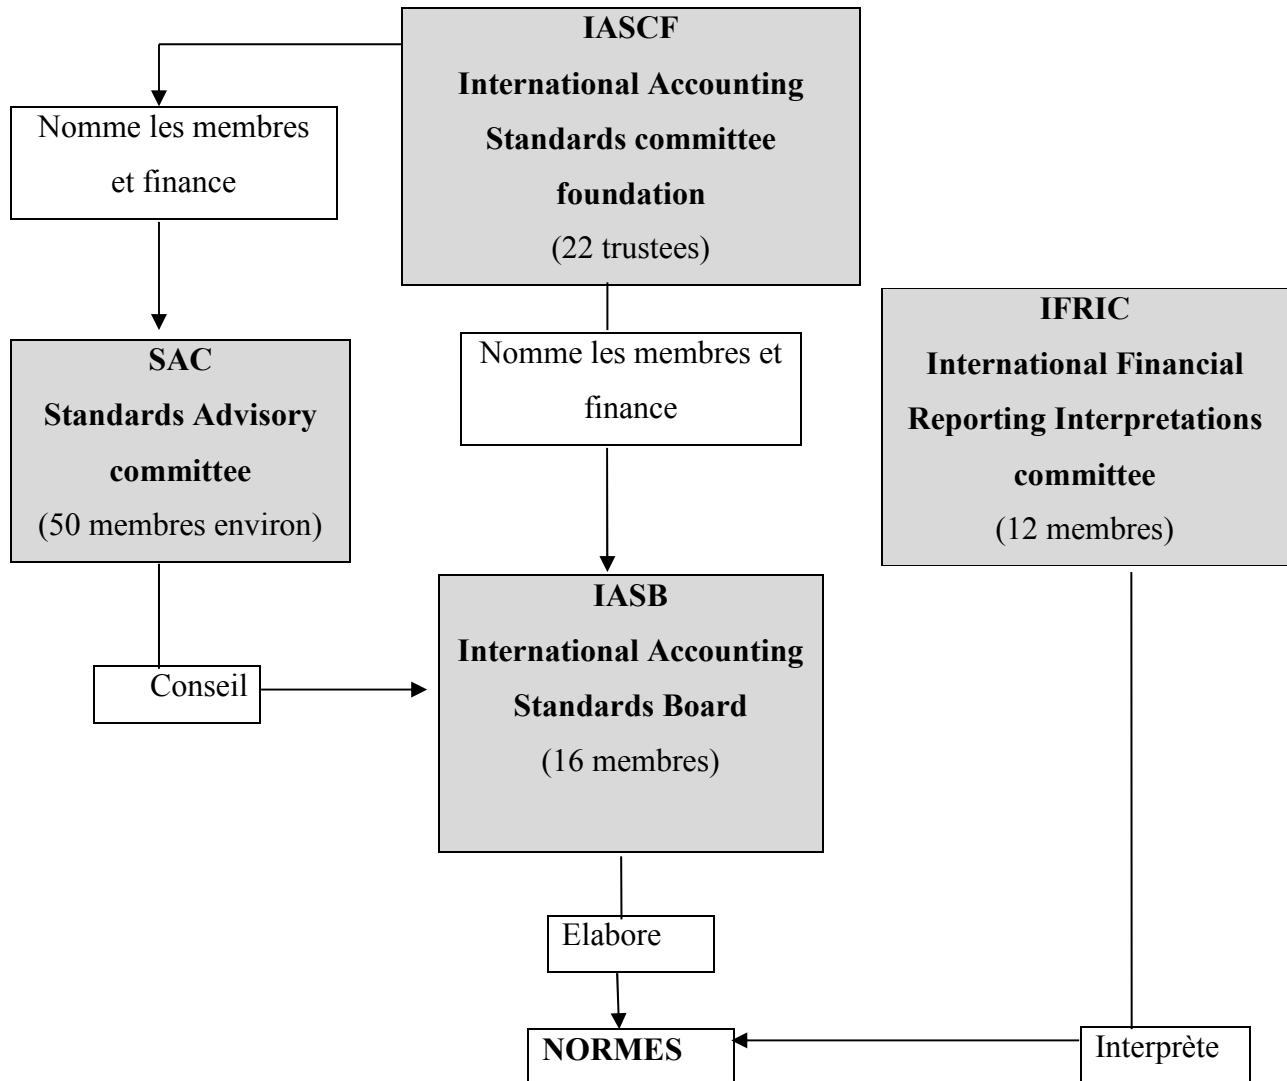 IASCF
International Accounting
Standards committee
foundation
(22 trustees)
Nomme les membres
et finance
IFRIC
International Financial
Reporting Interpretations
committee
(12 membres)
Nomme les membres et
finance
SAC
Standards Advisory
committee
(50 membres environ)
IASB
International Accounting
Standards Board
(16 membres)
Conseil
Elabore
NORMES
Interprète